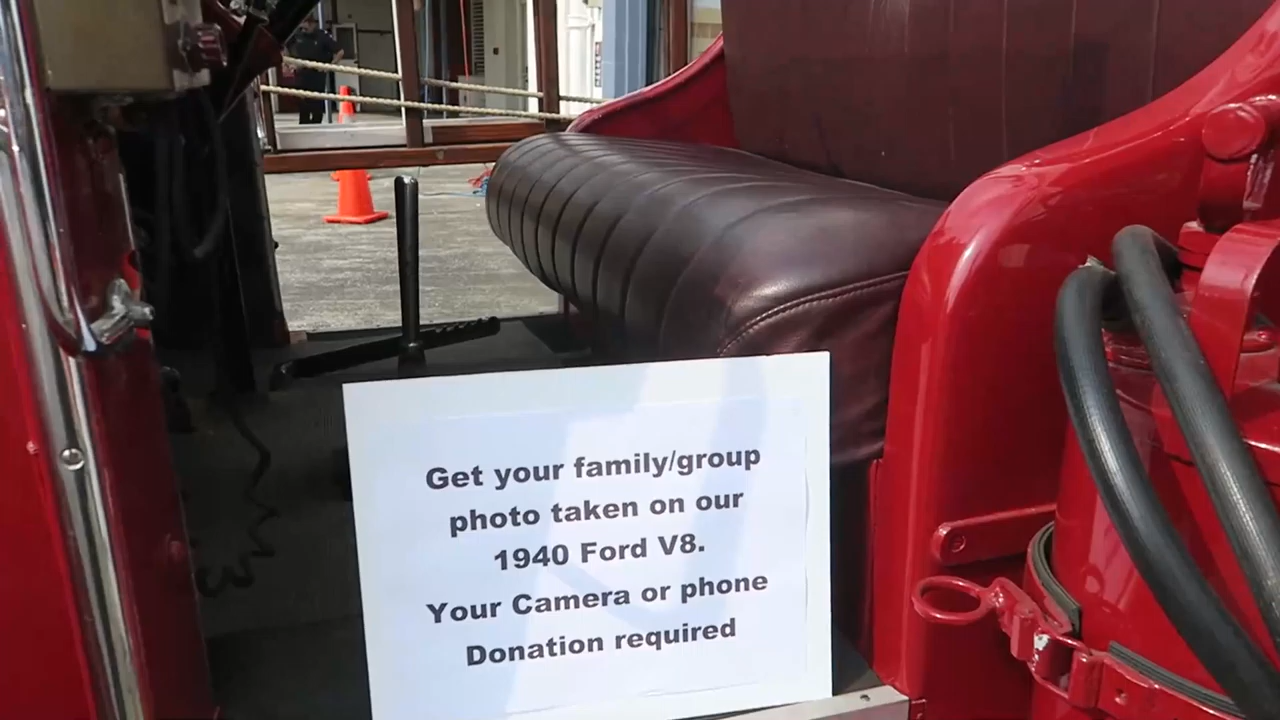 Get your family/group
photo taken on our
1940 Ford V8.
Your Camera or phone
Donation required